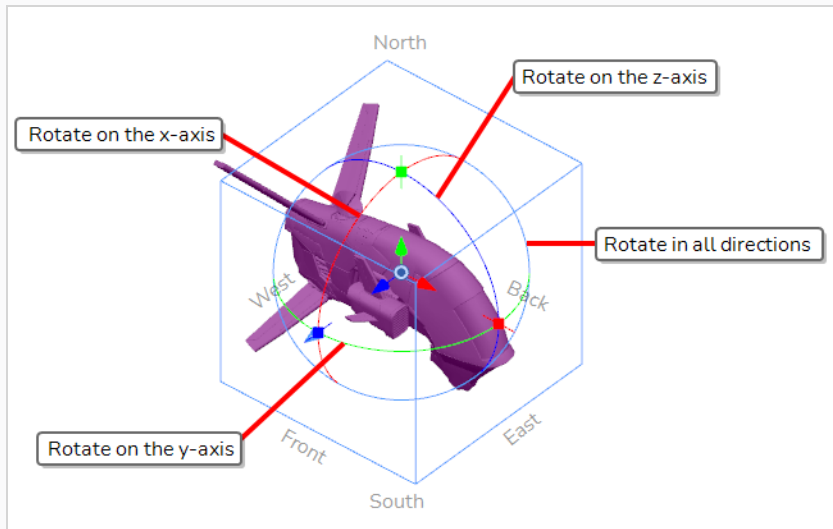 North
Rotate on the z-axis
Rotate on the x-axis
Rotate in all directions
West
Back
Rotate on the y-axis
Front
East
South